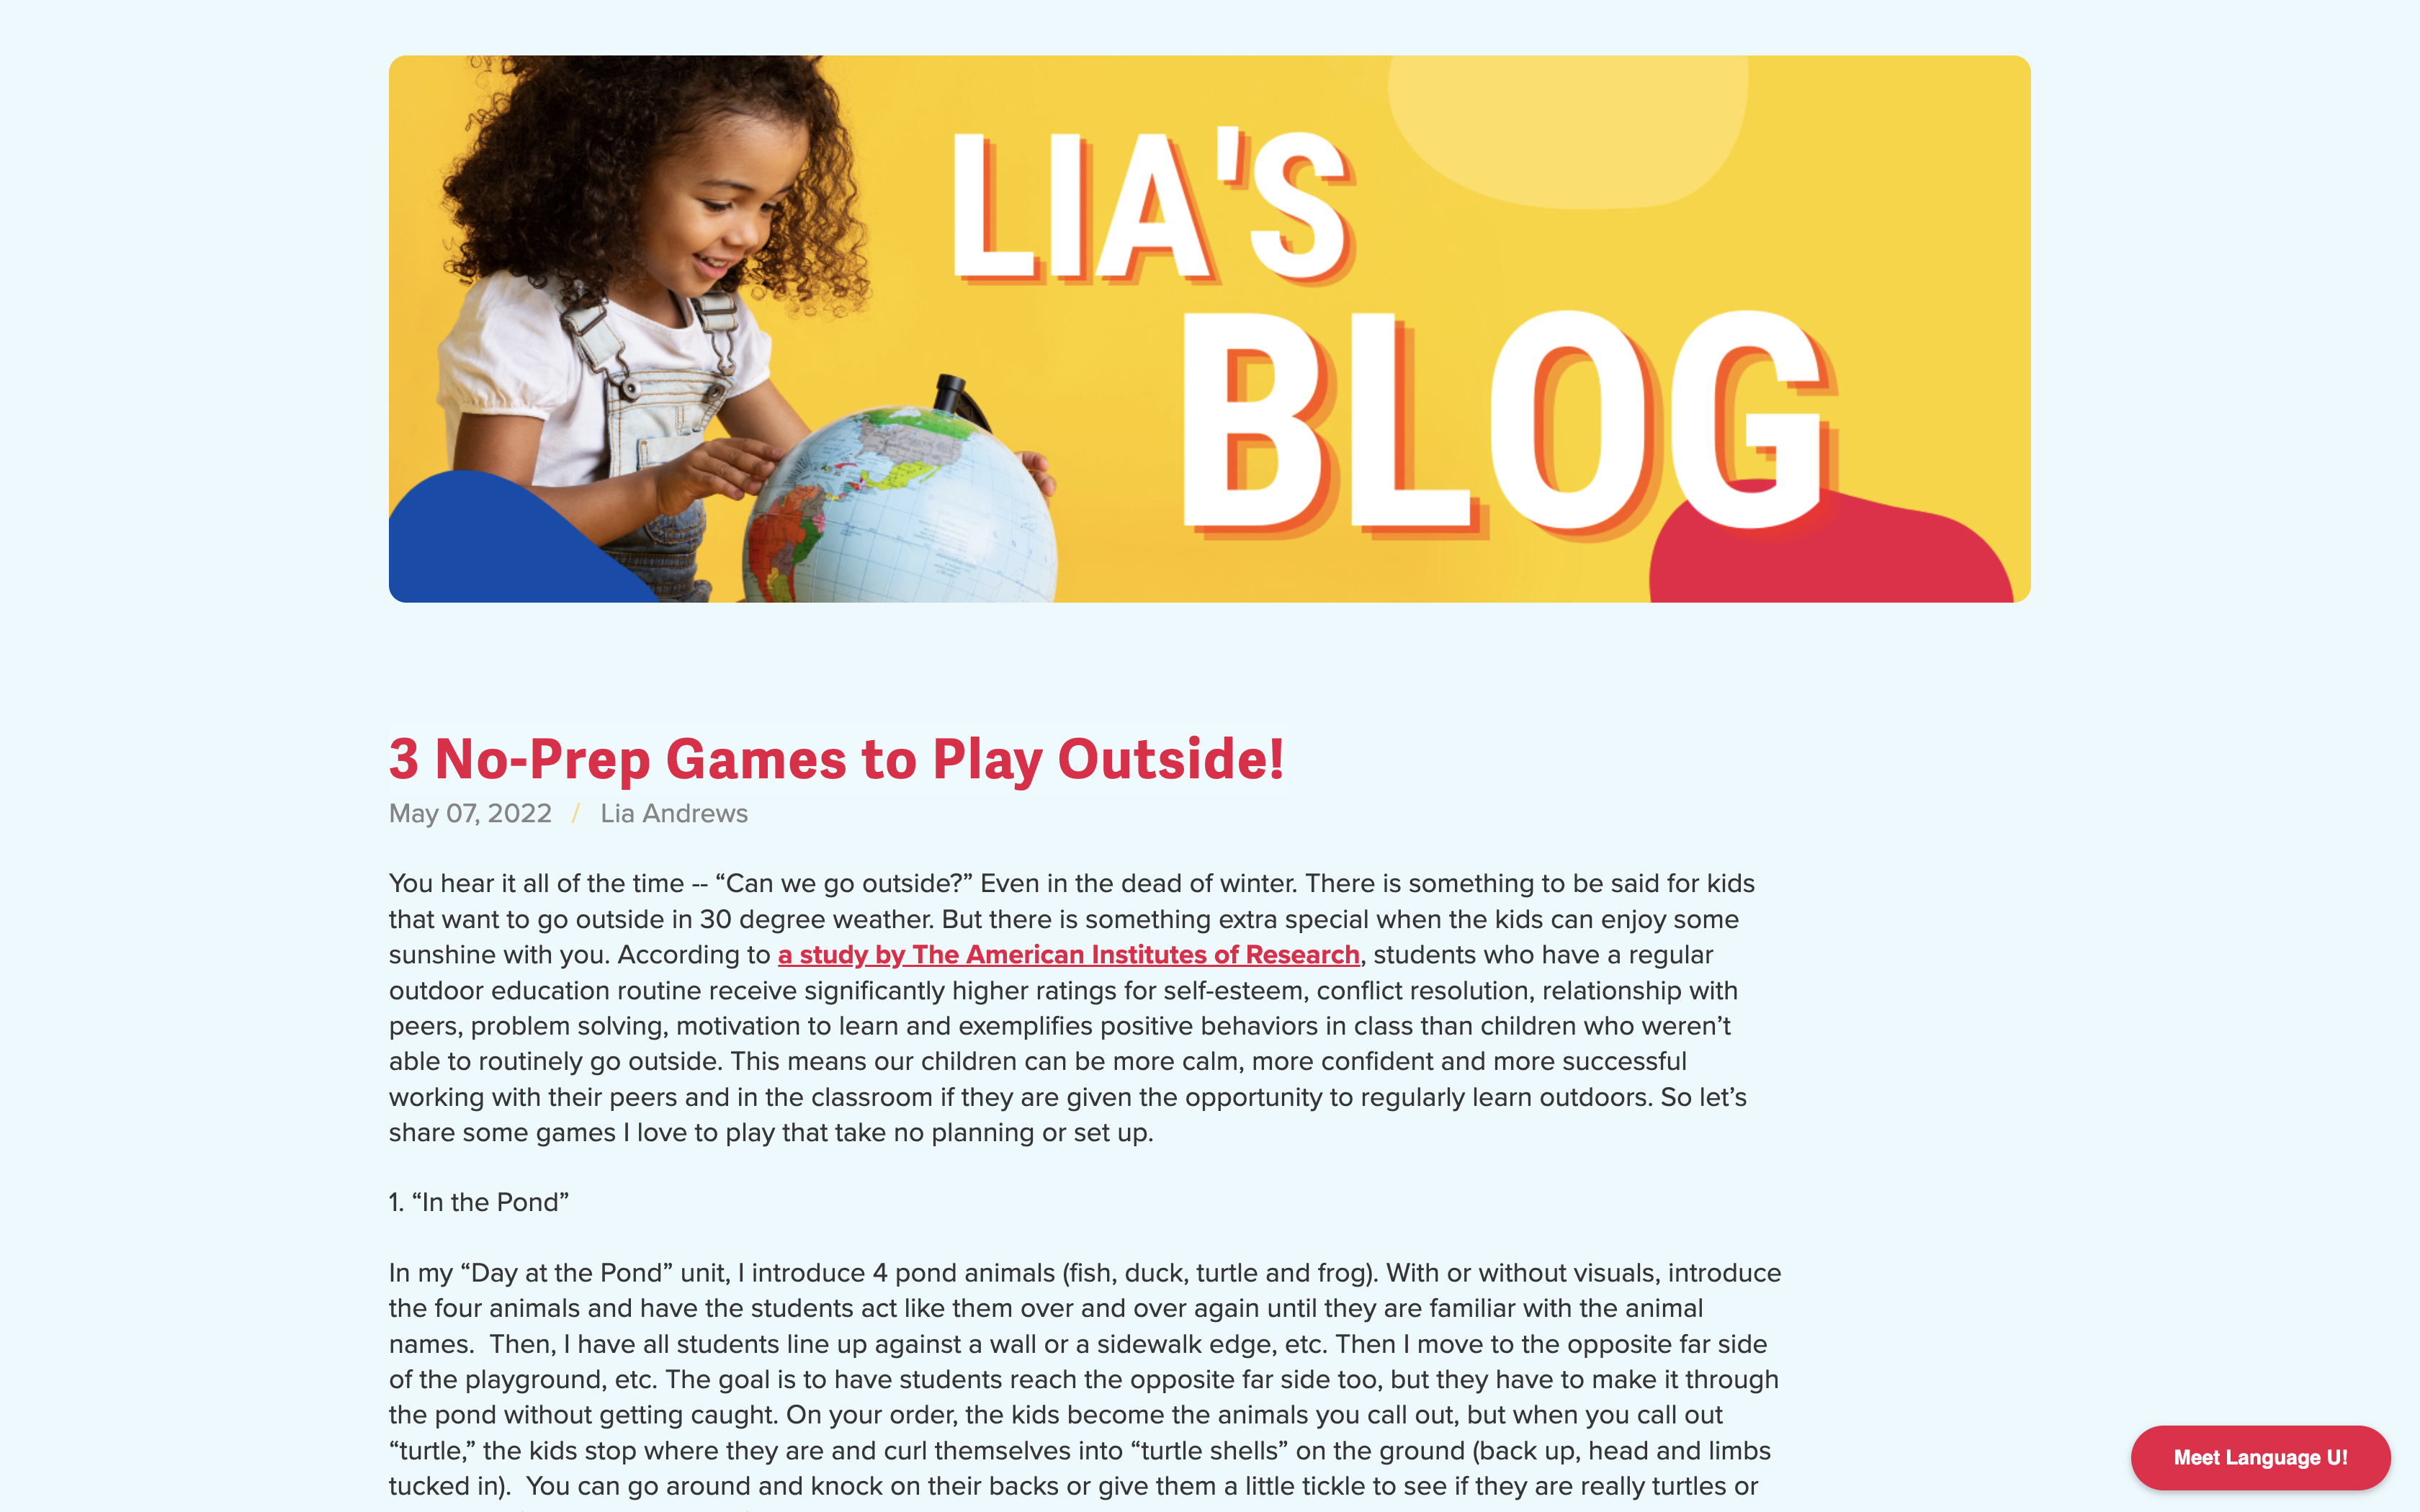 LIA'S
BLOG
3 No-Prep Games to Play Outside!
May 07, 2022 / Lia Andrews
You hear it all of the time -- “Can we go outside?” Even in the dead of winter. There is something to be said for kids
that want to go outside in 30 degree weather. But there is something extra special when the kids can enjoy some
sunshine with you. According to a study by The American Institutes of Research, students who have a regular
outdoor education routine receive significantly higher ratings for self-esteem, conflict resolution, relationship with
peers, problem solving, motivation to learn and exemplifies positive behaviors in class than children who weren’t
able to routinely go outside. This means our children can be more calm, more confident and more successful
working with their peers and in the classroom if they are given the opportunity to regularly learn outdoors. So let’s
share some games I love to play that take no planning or set up.
1. “In the Pond”
In my “Day at the Pond” unit, I introduce 4 pond animals (fish, duck, turtle and frog). With or without visuals, introduce
the four animals and have the students act like them over and over again until they are familiar with the animal
names.  Then, I have all students line up against a wall or a sidewalk edge, etc. Then I move to the opposite far side
of the playground, etc. The goal is to have students reach the opposite far side too, but they have to make it through
the pond without getting caught. On your order, the kids become the animals you call out, but when you call out
“turtle,” the kids stop where they are and curl themselves into “turtle shells” on the ground (back up, head and limbs
tucked in).  You can go around and knock on their backs or give them a little tickle to see if they are really turtles or
Meet Language U!